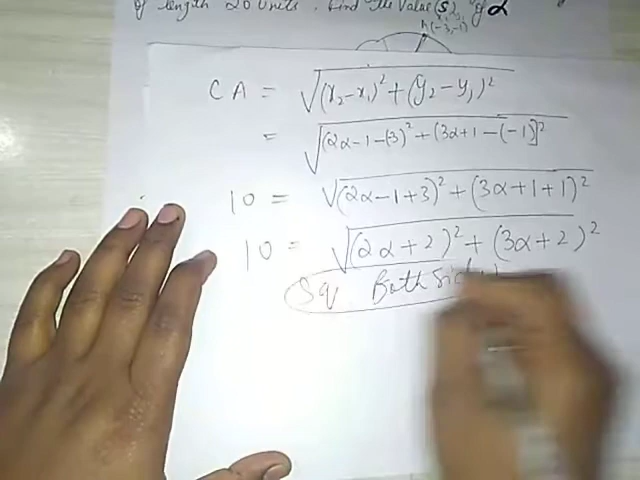 of length 20 Units. Find the Value(s) of α
A(-3,-1)
CA = √(x₂-x₁)²+(y₂-y₁)²
= √(2α-1-(3)²+(3α+1-(-1)]²
10 = √(2α-1+3)²+(3α+1+1)²
10 = √(2α+2)²+(3α+2)²
Sq Both Sid